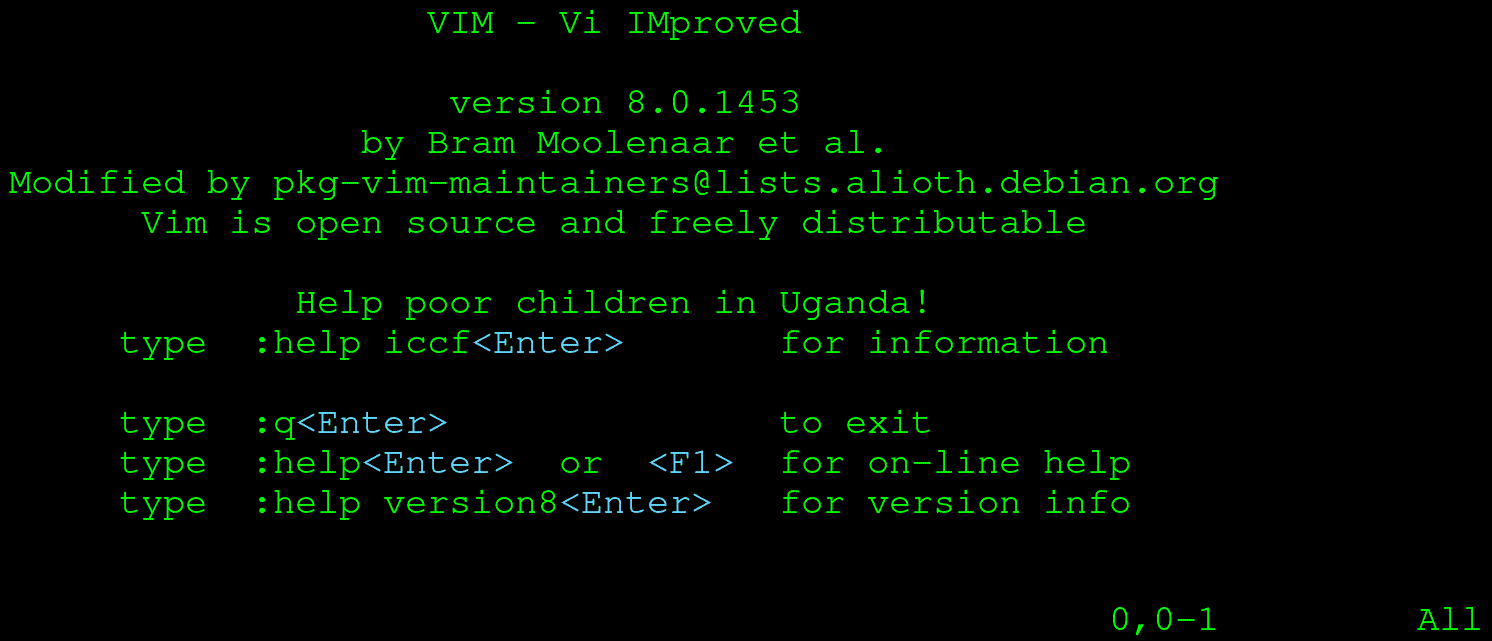 VIM - Vi IMproved
version 8.0.1453
by Bram Moolenaar et al.
Modified by pkg-vim-maintainers@lists.alioth.debian.org
Vim is open source and freely distributable
Help poor children in Uganda!
type  :help iccf<Enter>       for information
type  :q<Enter>               to exit
type  :help<Enter>  or  <F1>  for on-line help
type  :help version8<Enter>   for version info
0,0-1         All